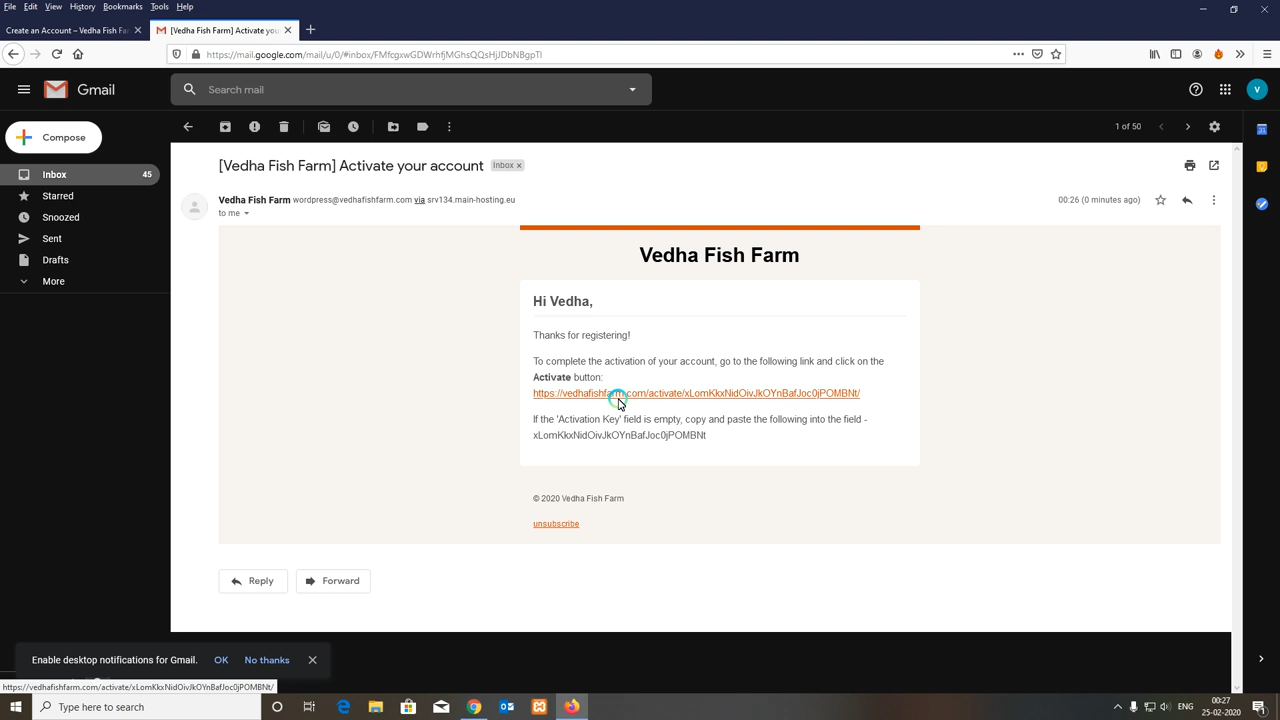 File Edit View History Bookmarks Tools Help
Create an Account – Vedha Fish Far
[Vedha Fish Farm] Activate you
https://mail.google.com/mail/u/0/#inbox/FMfcgxwGDWrhfjMGhsQQsHjJDbNBgpTl
Gmail
Search mail
V
Compose
1 of 50
Inbox 45
Starred
Snoozed
Sent
Drafts
More
[Vedha Fish Farm] Activate your account Inbox ×
Vedha Fish Farm wordpress@vedhafishfarm.com via srv134.main-hosting.eu
00:26 (0 minutes ago)
to me
Vedha Fish Farm
Hi Vedha,
Thanks for registering!
To complete the activation of your account, go to the following link and click on the
Activate button:
https://vedhafishfarm.com/activate/xLomKkxNidOivJkOYnBafJoc0jPOMBNt/
If the 'Activation Key' field is empty, copy and paste the following into the field -
xLomKkxNidOivJkOYnBafJoc0jPOMBNt
© 2020 Vedha Fish Farm
unsubscribe
Reply
Forward
Enable desktop notifications for Gmail. OK No thanks
https://vedhafishfarm.com/activate/xLomKkxNidOivJkOYnBafJoc0jPOMBNt/
Type here to search
ENG
00:27
25-02-2020